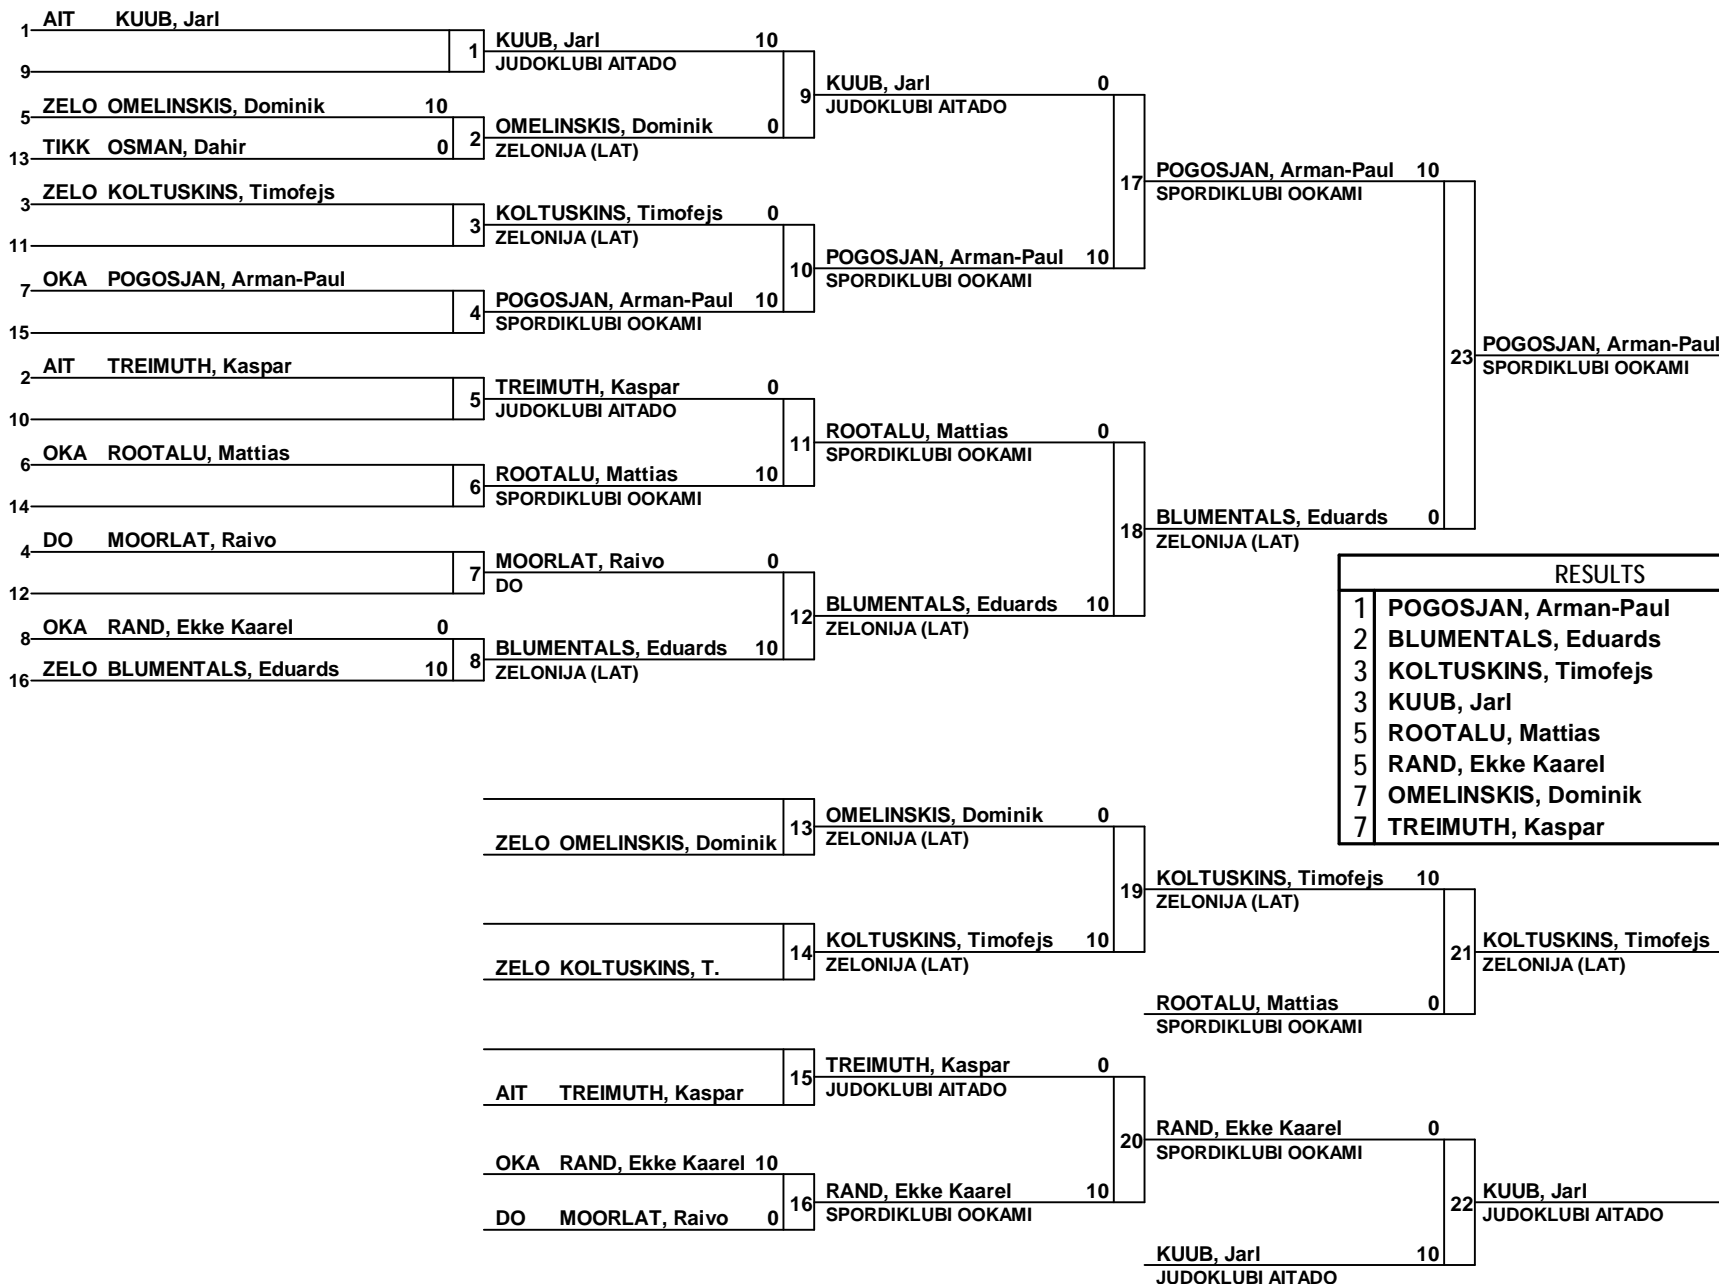 1 AIT KUUB, Jarl
9
1 KUUB, Jarl 10
JUDOKLUBI AITADO
5 ZELO OMELINSKIS, Dominik 10
13 TIKK OSMAN, Dahir 0
2 OMELINSKIS, Dominik 0
ZELONIJA (LAT)
9 KUUB, Jarl 0
JUDOKLUBI AITADO
3 ZELO KOLTUSKINS, Timofejs
11
3 KOLTUSKINS, Timofejs 0
ZELONIJA (LAT)
7 OKA POGOSJAN, Arman-Paul
15
4 POGOSJAN, Arman-Paul 10
SPORDIKLUBI OOKAMI
10 POGOSJAN, Arman-Paul 10
SPORDIKLUBI OOKAMI
17 POGOSJAN, Arman-Paul 10
SPORDIKLUBI OOKAMI
2 AIT TREIMUTH, Kaspar
10
5 TREIMUTH, Kaspar 0
JUDOKLUBI AITADO
6 OKA ROOTALU, Mattias
14
6 ROOTALU, Mattias 10
SPORDIKLUBI OOKAMI
11 ROOTALU, Mattias 0
SPORDIKLUBI OOKAMI
4 DO MOORLAT, Raivo
12
7 MOORLAT, Raivo 0
DO
8 OKA RAND, Ekke Kaarel 0
16 ZELO BLUMENTALS, Eduards 10
8 BLUMENTALS, Eduards 10
ZELONIJA (LAT)
12 BLUMENTALS, Eduards 10
ZELONIJA (LAT)
18 BLUMENTALS, Eduards 0
ZELONIJA (LAT)
23 POGOSJAN, Arman-Paul
SPORDIKLUBI OOKAMI
RESULTS
1 POGOSJAN, Arman-Paul
2 BLUMENTALS, Eduards
3 KOLTUSKINS, Timofejs
3 KUUB, Jarl
5 ROOTALU, Mattias
5 RAND, Ekke Kaarel
7 OMELINSKIS, Dominik
7 TREIMUTH, Kaspar
ZELO OMELINSKIS, Dominik
13 OMELINSKIS, Dominik 0
ZELONIJA (LAT)
ZELO KOLTUSKINS, T.
14 KOLTUSKINS, Timofejs 10
ZELONIJA (LAT)
19 KOLTUSKINS, Timofejs 10
ZELONIJA (LAT)
ROOTALU, Mattias 0
SPORDIKLUBI OOKAMI
21 KOLTUSKINS, Timofejs
ZELONIJA (LAT)
AIT TREIMUTH, Kaspar
15 TREIMUTH, Kaspar 0
JUDOKLUBI AITADO
OKA RAND, Ekke Kaarel 10
DO MOORLAT, Raivo 0
16 RAND, Ekke Kaarel 10
SPORDIKLUBI OOKAMI
20 RAND, Ekke Kaarel 0
SPORDIKLUBI OOKAMI
KUUB, Jarl 10
JUDOKLUBI AITADO
22 KUUB, Jarl
JUDOKLUBI AITADO